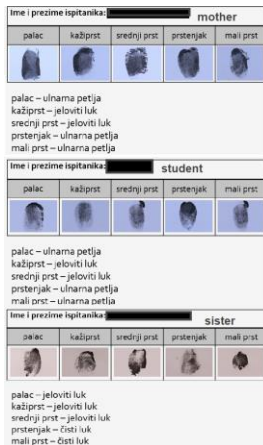 Ime i prezime ispitanika: mother
palac kažiprst srednji prst prstenjak mali prst
palac – ulnarna petlja
kažiprst – jeloviti luk
srednji prst – jeloviti luk
prstenjak – ulnarna petlja
mali prst – ulnarna petlja
Ime i prezime ispitanika: student
palac kažiprst srednji prst prstenjak mali prst
palac – ulnarna petlja
kažiprst – jeloviti luk
srednji prst – jeloviti luk
prstenjak – ulnarna petlja
mali prst – ulnarna petlja
Ime i prezime ispitanika: sister
palac kažiprst srednji prst prstenjak mali prst
palac – jeloviti luk
kažiprst – jeloviti luk
srednji prst – jeloviti luk
prstenjak – čisti luk
mali prst – čisti luk